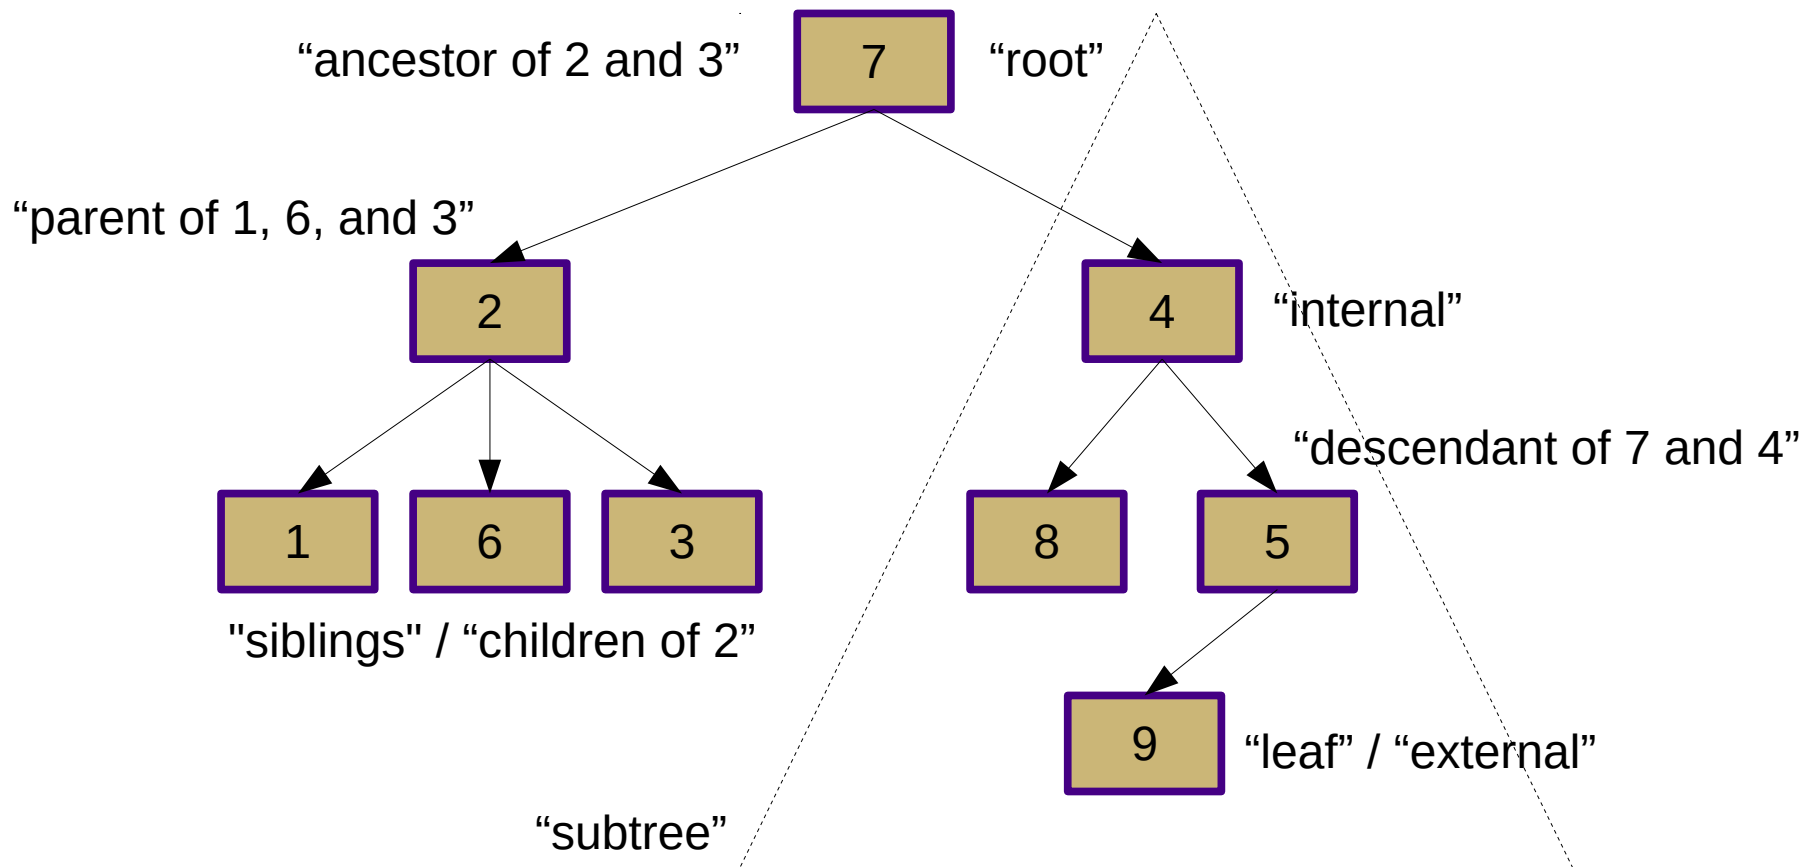 “ancestor of 2 and 3” 7 “root”
“parent of 1, 6, and 3”
2 4 “internal”
“descendant of 7 and 4”
1 6 3 8 5
"siblings" / “children of 2”
9 “leaf” / “external”
“subtree”